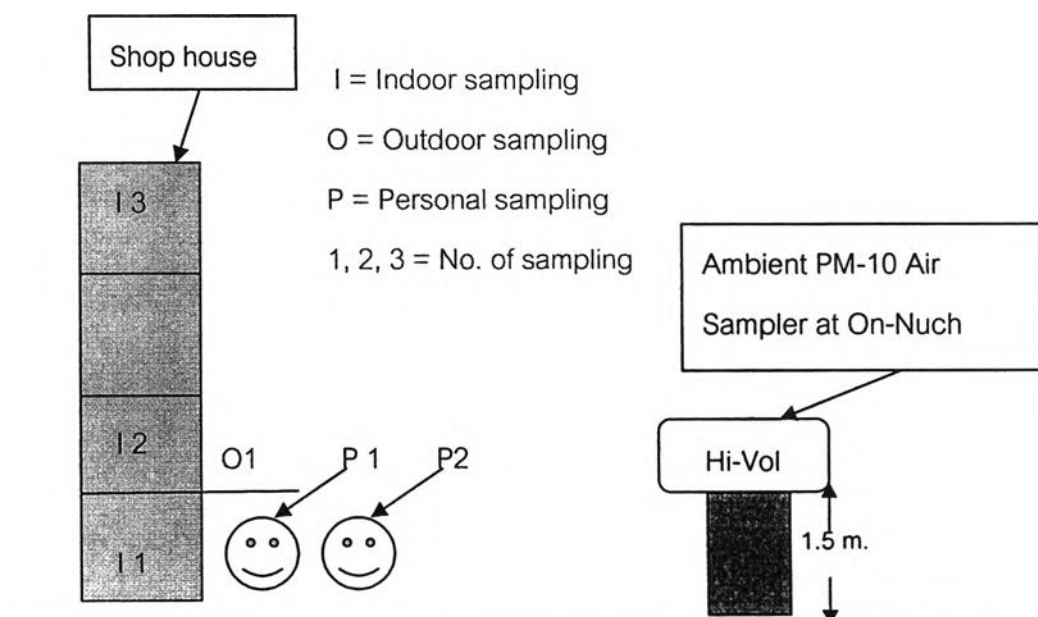 Shop house
I = Indoor sampling
O = Outdoor sampling
P = Personal sampling
1, 2, 3 = No. of sampling
I 3
Ambient PM-10 Air
Sampler at On-Nuch
I 2
O1
P 1
P2
Hi-Vol
1.5 m.
I 1